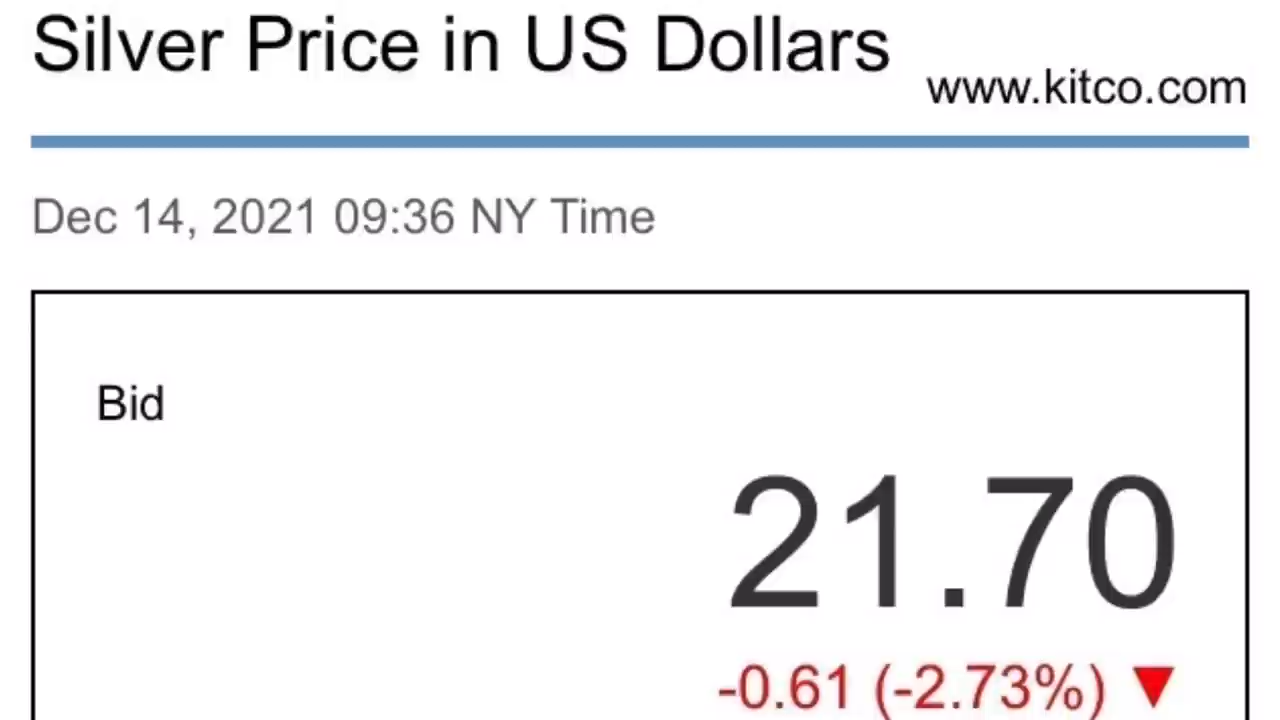 Silver Price in US Dollars
www.kitco.com
Dec 14, 2021 09:36 NY Time
Bid
21.70
-0.61 (-2.73%) ▼